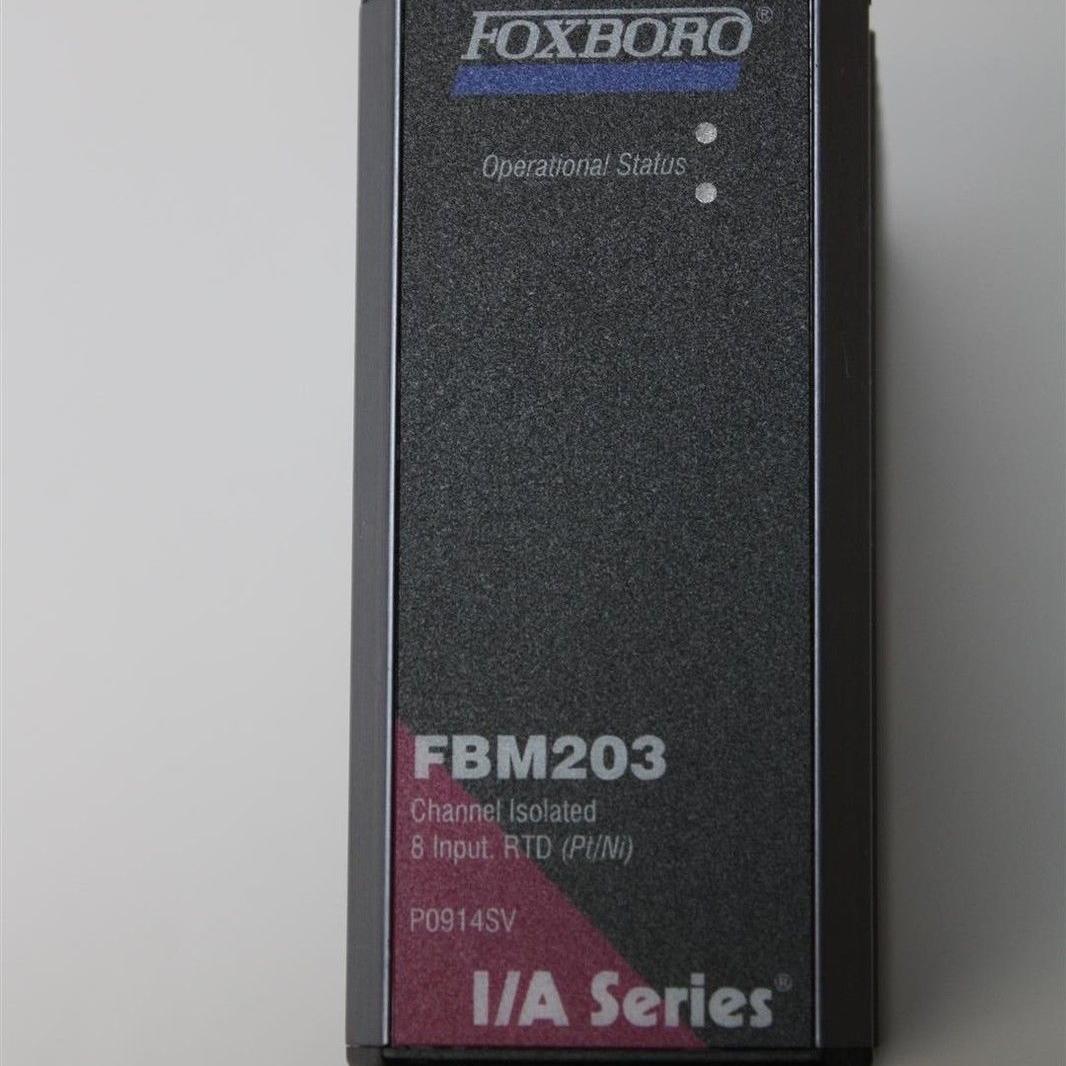 FOXBORO®
Operational Status
FBM203
Channel Isolated
8 Input. RTD (Pt/Ni)
P0914SV
I/A Series®